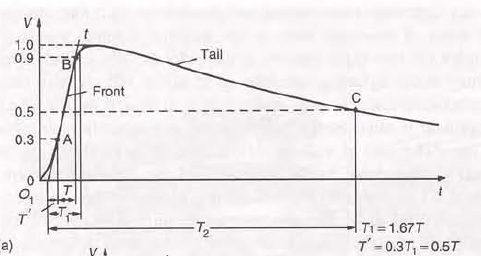 V
t
1.0
0.9
B
Tail
Front
0.5
C
0.3
A
0
O1
t
T'
T
T1
T2
T1 = 1.67T
T' = 0.3T1 = 0.5T
(a)
V